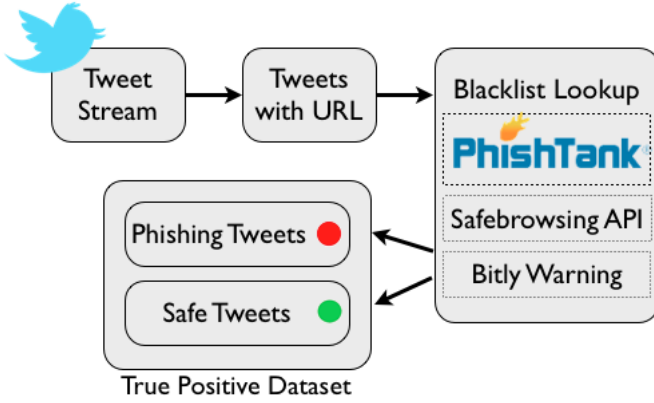 Tweet
Stream
Tweets
with URL
Blacklist Lookup
PhishTank
Safebrowsing API
Bitly Warning
Phishing Tweets
Safe Tweets
True Positive Dataset